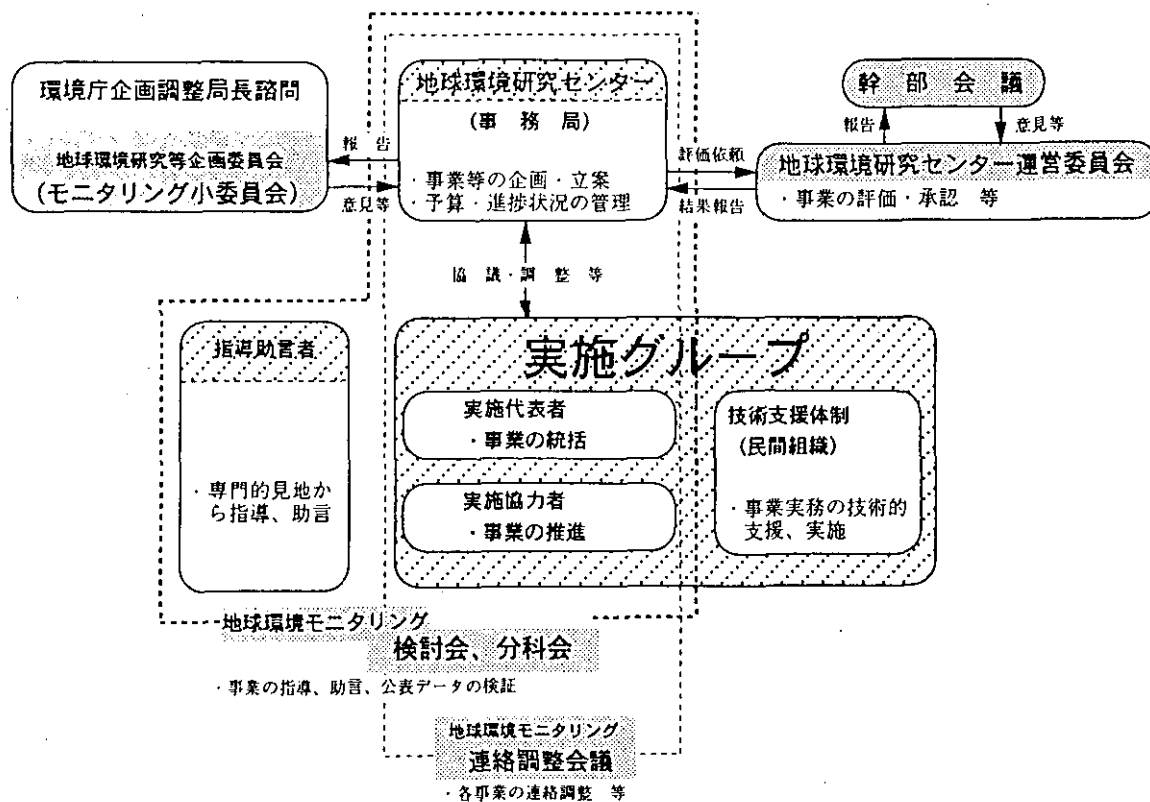 環境庁企画調整局長諮問
地球環境研究等企画委員会
(モニタリング小委員会)
報 告
意見等
地球環境研究センター
(事 務 局)
・事業等の企画・立案
・予算・進捗状況の管理
評価依頼
結果報告
幹 部 会 議
報告
意見等
地球環境研究センター運営委員会
・事業の評価・承認 等
協 議・調 整 等
指導助言者
・専門的見地か
ら指導、助言
実施グループ
実施代表者
・事業の統括
実施協力者
・事業の推進
技術支援体制
(民間組織)
・事業実務の技術的
支援、実施
地球環境モニタリング
検討会、分科会
・事業の指導、助言、公表データの検証
地球環境モニタリング
連絡調整会議
・各事業の連絡調整 等